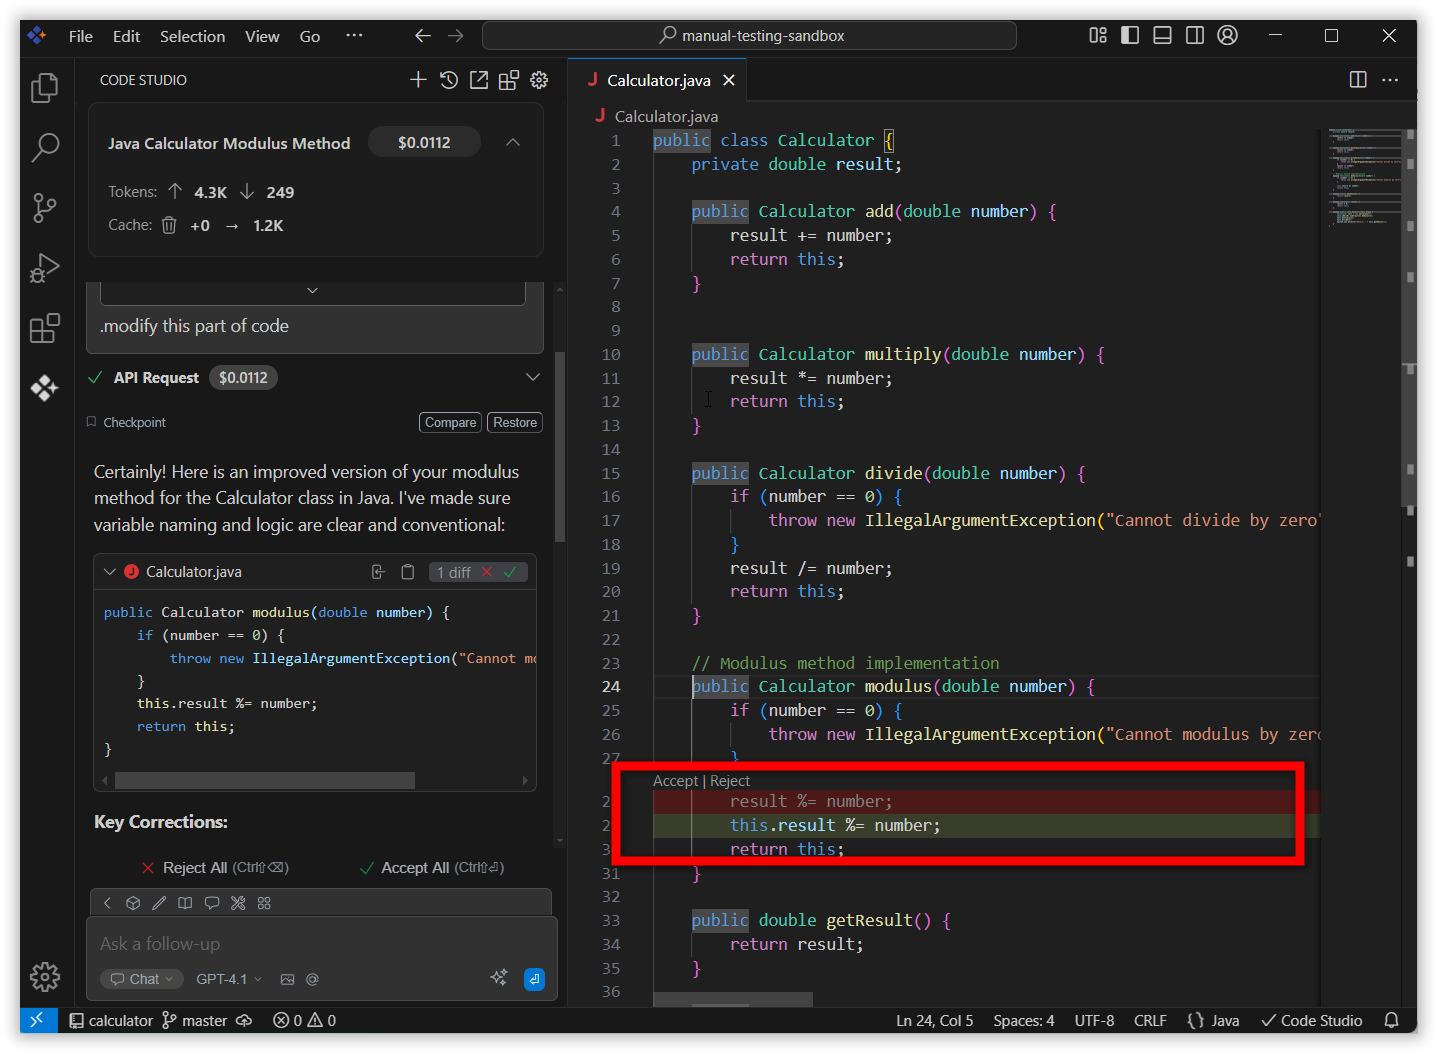 File Edit Selection View Go ··· manual-testing-sandbox
CODE STUDIO
Java Calculator Modulus Method $0.0112
Tokens: ↑ 4.3K ↓ 249
Cache: +0 → 1.2K
.modify this part of code
API Request $0.0112
Checkpoint Compare Restore
Certainly! Here is an improved version of your modulus
method for the Calculator class in Java. I've made sure
variable naming and logic are clear and conventional:
Calculator.java 1 diff
public Calculator modulus(double number) {
if (number == 0) {
throw new IllegalArgumentException("Cannot
}
this.result %= number;
return this;
}
Key Corrections:
Reject All (Ctrl⇧⌫) Accept All (Ctrl⇧⏎)
Ask a follow-up
Chat GPT-4.1 @
Calculator.java
Calculator.java
1 public class Calculator {
2 private double result;
3
4 public Calculator add(double number) {
5 result += number;
6 return this;
7 }
8
9
10 public Calculator multiply(double number) {
11 result *= number;
12 return this;
13 }
14
15 public Calculator divide(double number) {
16 if (number == 0) {
17 throw new IllegalArgumentException("Cannot divide by zero"
18 }
19 result /= number;
20 return this;
21 }
22
23 // Modulus method implementation
24 public Calculator modulus(double number) {
25 if (number == 0) {
26 throw new IllegalArgumentException("Cannot modulus by
27 }
Accept | Reject
result %= number;
this.result %= number;
return this;
31 }
32
33 public double getResult() {
34 return result;
35 }
36
calculator master 0 0 Ln 24, Col 5 Spaces: 4 UTF-8 CRLF {} Java Code Studio